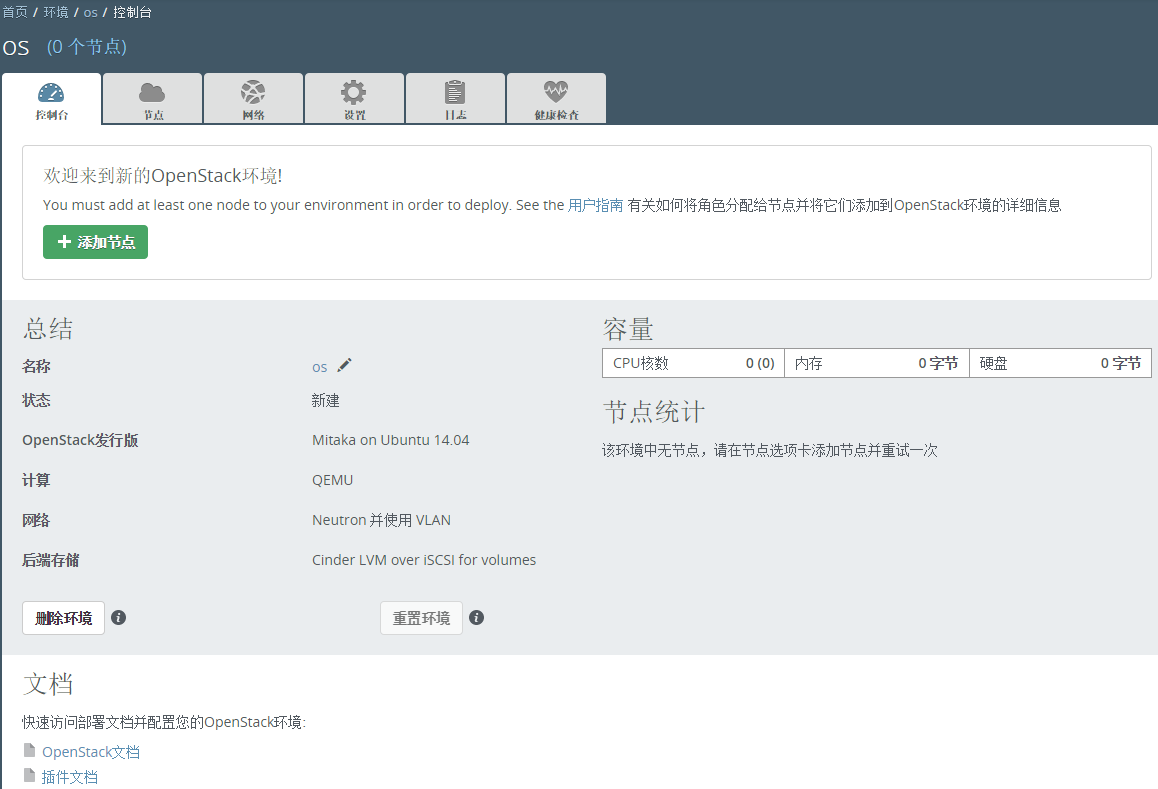 首页 / 环境 / os / 控制台
os (0 个节点)
控制台 节点 网络 设置 日志 健康检查
欢迎来到新的OpenStack环境!
You must add at least one node to your environment in order to deploy. See the 用户指南 有关如何将角色分配给节点并将它们添加到OpenStack环境的详细信息
+ 添加节点
总结
名称 os
状态 新建
OpenStack发行版 Mitaka on Ubuntu 14.04
计算 QEMU
网络 Neutron 并使用 VLAN
后端存储 Cinder LVM over iSCSI for volumes
删除环境 重置环境
容量
CPU核数 0 (0) 内存 0 字节 硬盘 0 字节
节点统计
该环境中无节点，请在节点选项卡添加节点并重试一次
文档
快速访问部署文档并配置您的OpenStack环境:
OpenStack文档
插件文档